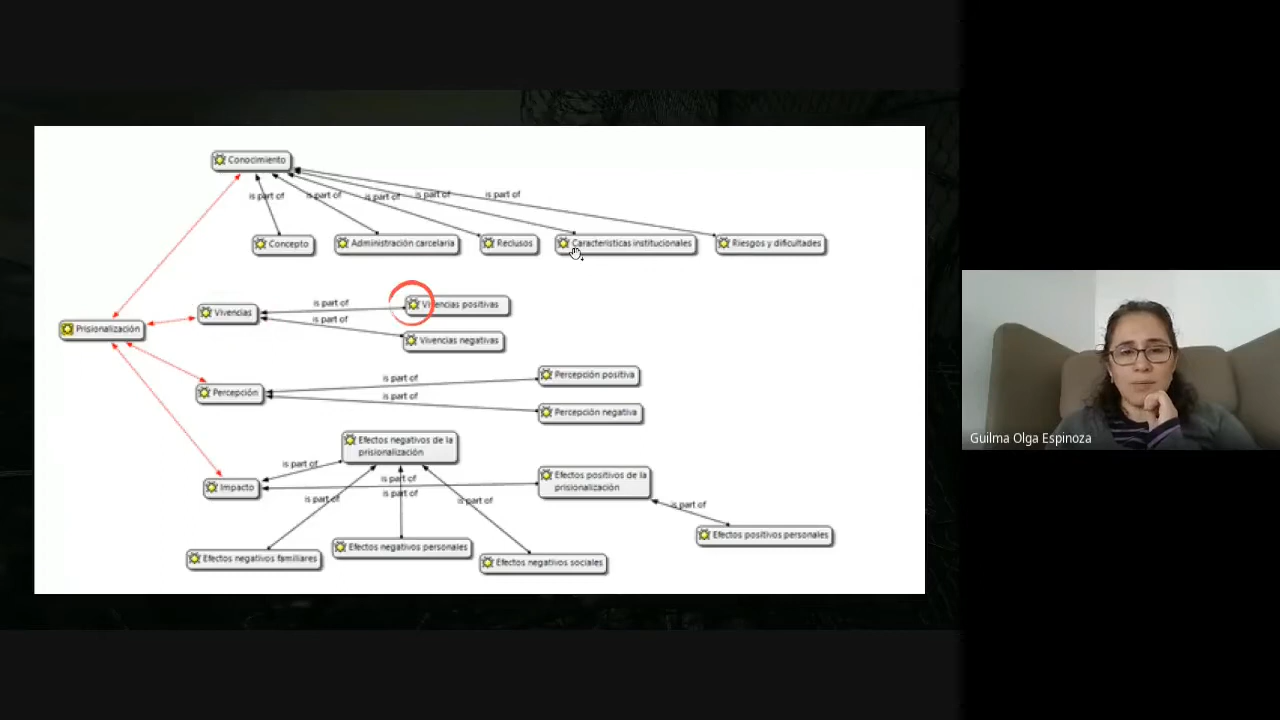 Conocimiento
is part of
is part of
is part of
is part of
is part of
Concepto
Administración carcelaria
Reclusos
Características institucionales
Riesgos y dificultades
Prisionalización
Vivencias
is part of
Vivencias positivas
is part of
Vivencias negativas
Percepción
is part of
Percepción positiva
is part of
Percepción negativa
Impacto
is part of
Efectos negativos de la
prisionalización
is part of
Efectos positivos de la
prisionalización
is part of
is part of
is part of
is part of
Efectos positivos personales
Efectos negativos familiares
Efectos negativos personales
Efectos negativos sociales
Guilma Olga Espinoza